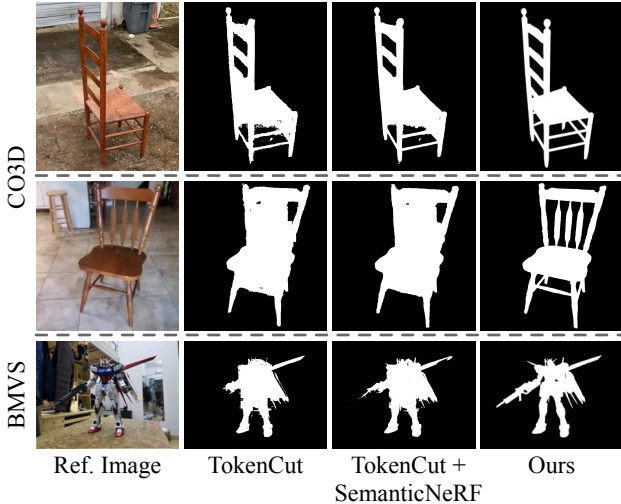 CO3D
BMVS
Ref. Image
TokenCut
TokenCut +
SemanticNeRF
Ours